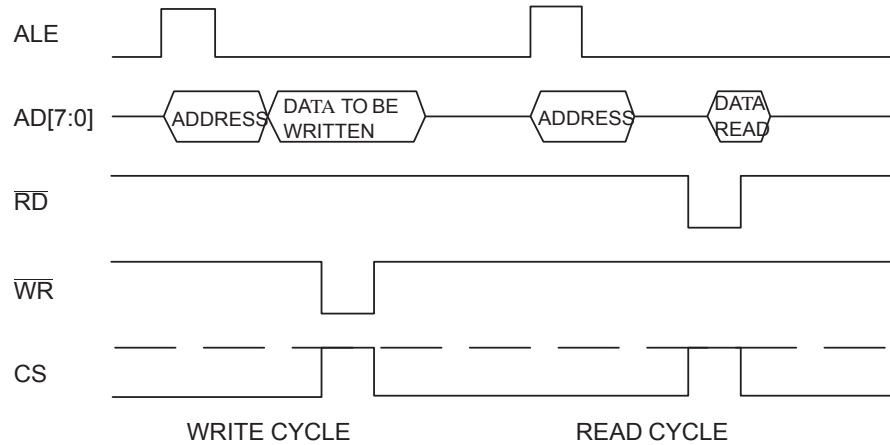 ALE
AD[7:0]
ADDRESS
DATA TO BE
WRITTEN
ADDRESS
DATA
READ
RD
WR
CS
WRITE CYCLE
READ CYCLE